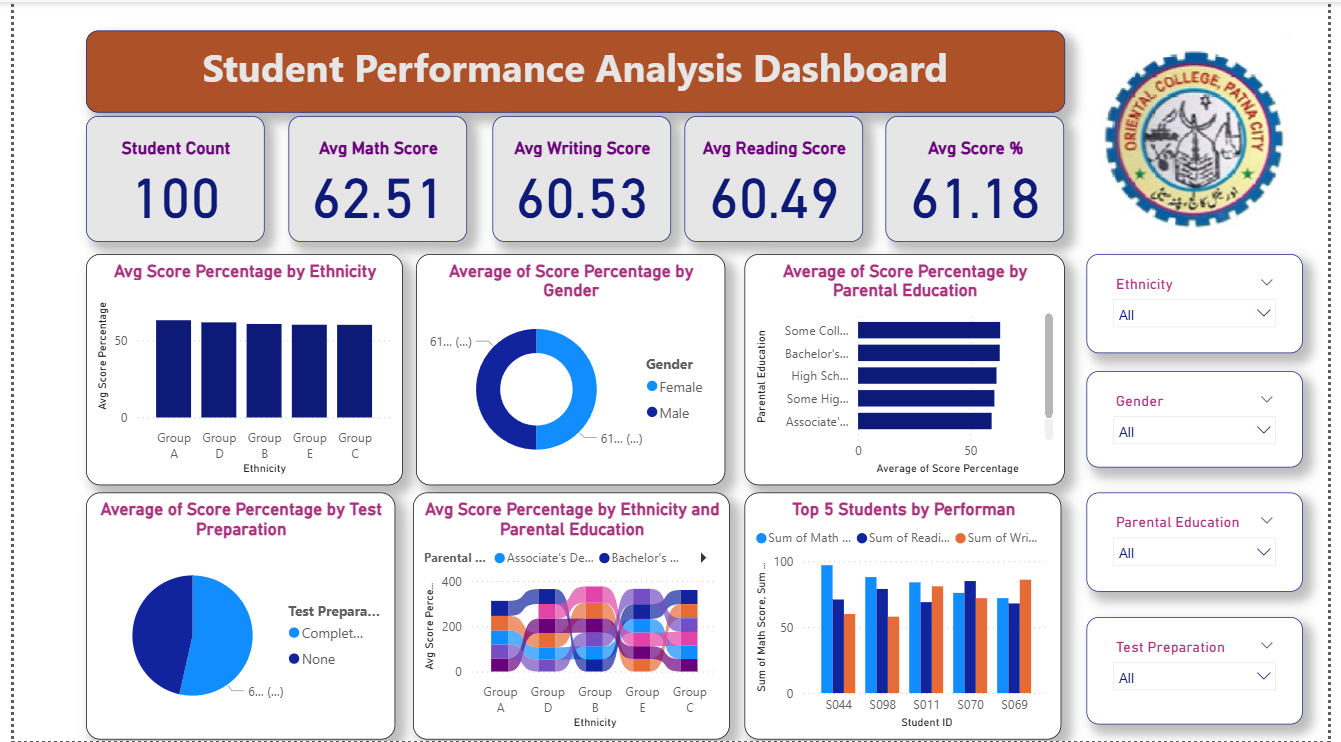 Student Performance Analysis Dashboard
ORIENTAL COLLEGE, PATNA CITY
Student Count
100
Avg Math Score
62.51
Avg Writing Score
60.53
Avg Reading Score
60.49
Avg Score %
61.18
Avg Score Percentage by Ethnicity
Avg Score Percentage
50
0
Group A
Group D
Group B
Group E
Group C
Ethnicity
Average of Score Percentage by
Gender
61... (...)
61... (...)
Gender
Female
Male
Average of Score Percentage by
Parental Education
Parental Education
Some Coll...
Bachelor's...
High Sch...
Some Hig...
Associate'...
0
50
Average of Score Percentage
Ethnicity
All
Gender
All
Parental Education
All
Test Preparation
All
Average of Score Percentage by Test
Preparation
6... (...)
Test Prepara...
Complet...
None
Avg Score Percentage by Ethnicity and
Parental Education
Parental ... Associate's De... Bachelor's ...
Avg Score Perce...
400
200
0
Group A
Group D
Group B
Group E
Group C
Ethnicity
Top 5 Students by Performan
Sum of Math ... Sum of Readi... Sum of Wri...
Sum of Math Score, Sum ...
100
50
0
S044 S098 S011 S070 S069
Student ID